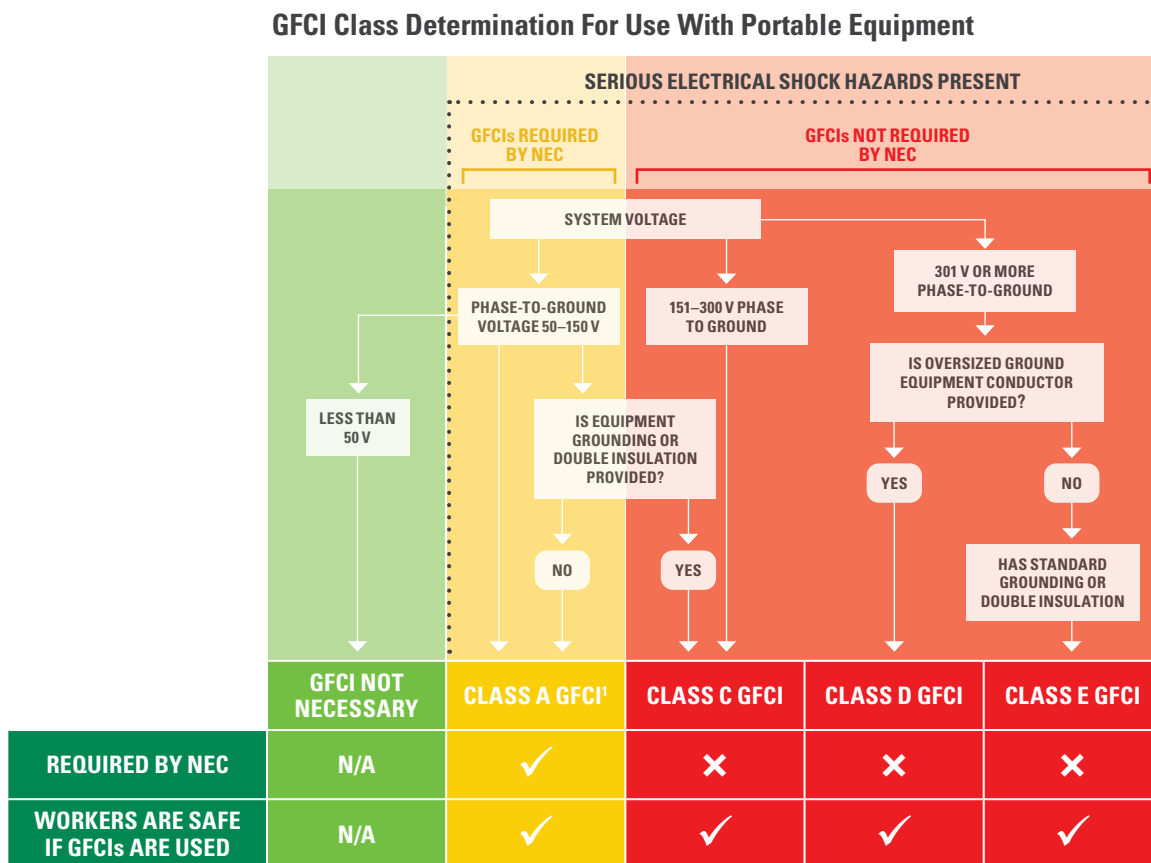 GFCI Class Determination For Use With Portable Equipment
SERIOUS ELECTRICAL SHOCK HAZARDS PRESENT
GFCIs REQUIRED
BY NEC
GFCIs NOT REQUIRED
BY NEC
SYSTEM VOLTAGE
301 V OR MORE
PHASE-TO-GROUND
PHASE-TO-GROUND
VOLTAGE 50–150 V
151–300 V PHASE
TO GROUND
IS OVERSIZED GROUND
EQUIPMENT CONDUCTOR
PROVIDED?
LESS THAN
50 V
IS EQUIPMENT
GROUNDING OR
DOUBLE INSULATION
PROVIDED?
YES
NO
NO
YES
HAS STANDARD
GROUNDING OR
DOUBLE INSULATION
GFCI NOT
NECESSARY
CLASS A GFCI¹
CLASS C GFCI
CLASS D GFCI
CLASS E GFCI
REQUIRED BY NEC
N/A
WORKERS ARE SAFE
IF GFCIs ARE USED
N/A